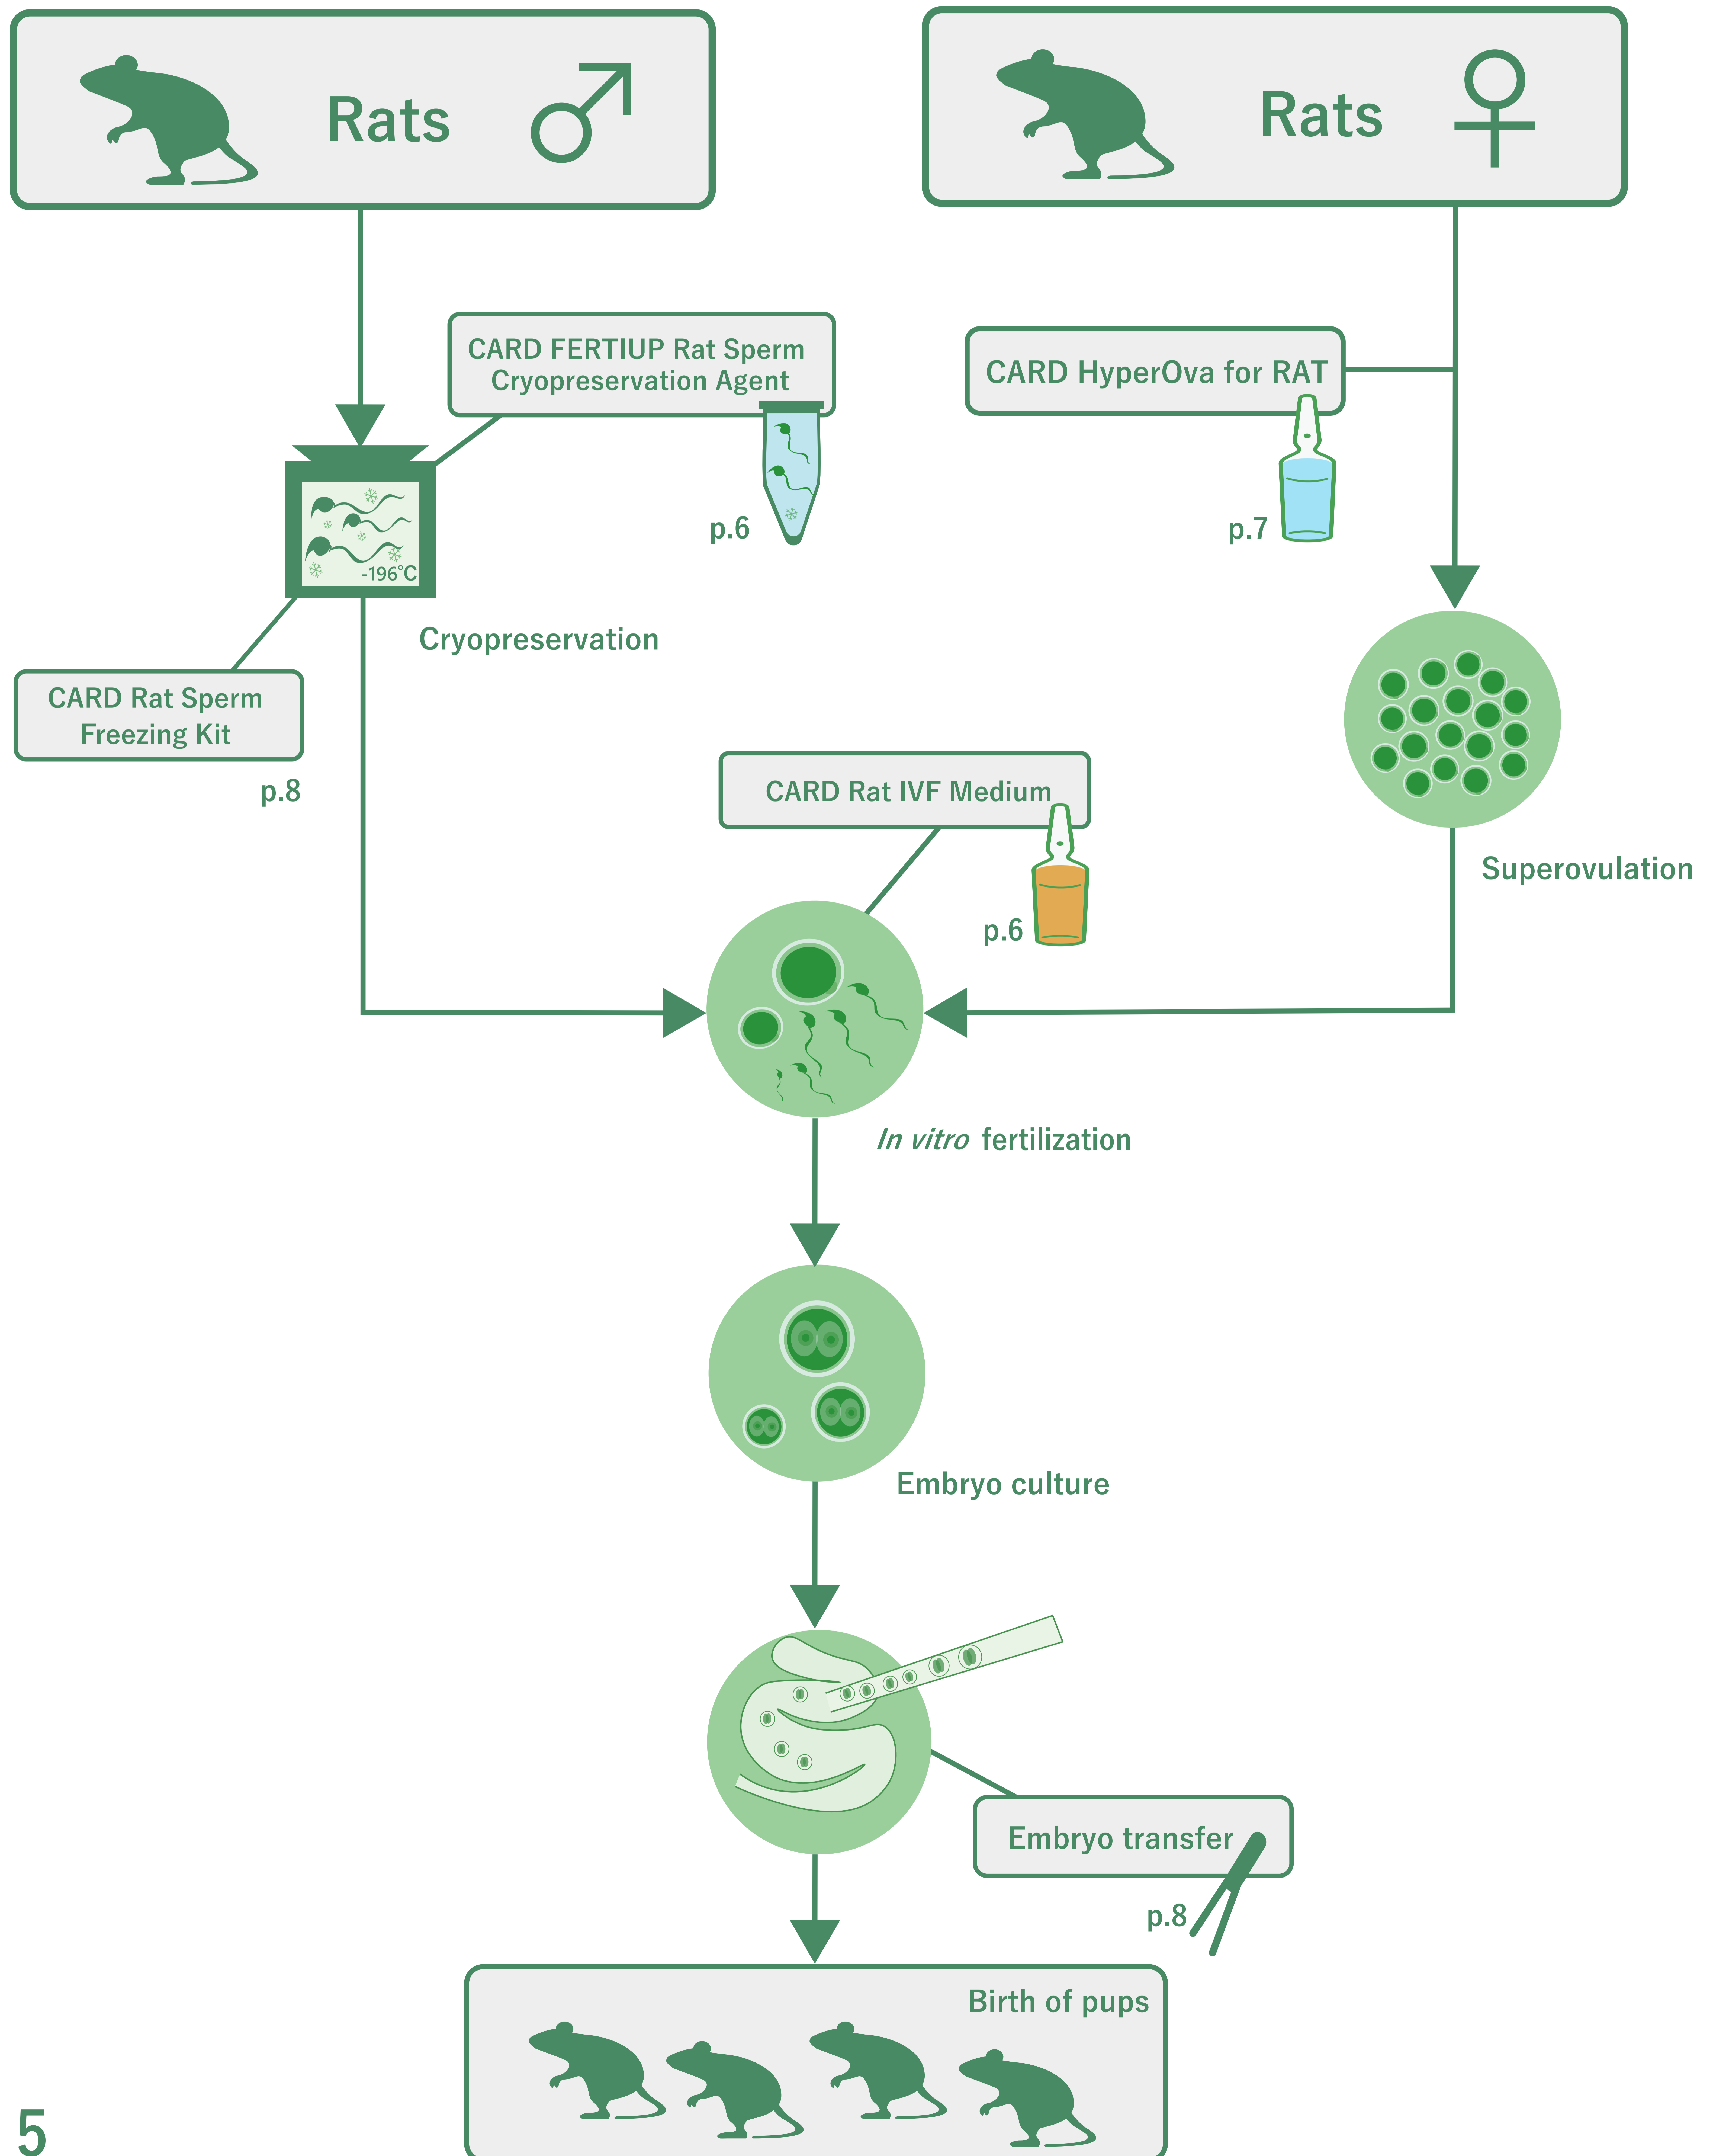 Rats
Rats
CARD FERTIUP Rat Sperm
Cryopreservation Agent
p.6
CARD HyperOva for RAT
p.7
-196°C
Cryopreservation
CARD Rat Sperm
Freezing Kit
p.8
CARD Rat IVF Medium
p.6
Superovulation
In vitro fertilization
Embryo culture
Embryo transfer
p.8
Birth of pups
5